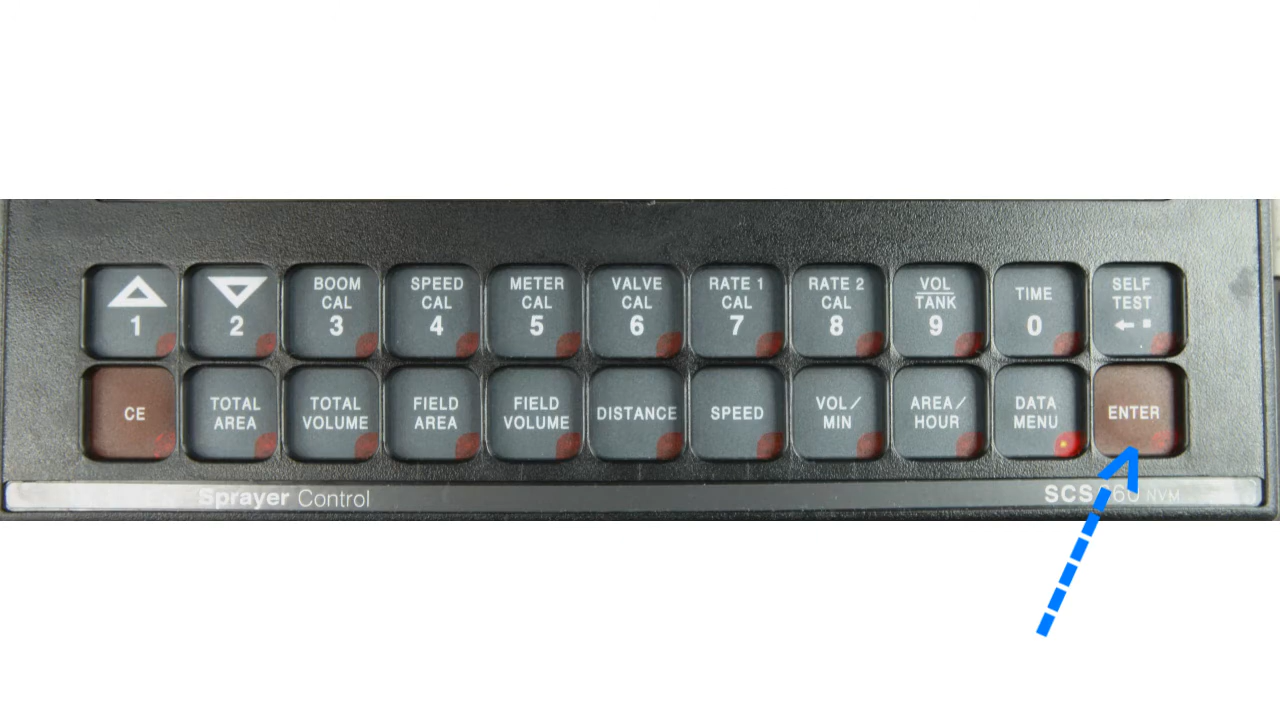 1
2
BOOM
CAL
3
SPEED
CAL
4
METER
CAL
5
VALVE
CAL
6
RATE 1
CAL
7
RATE 2
CAL
8
VOL
TANK
9
TIME
0
SELF
TEST
CE
TOTAL
AREA
TOTAL
VOLUME
FIELD
AREA
FIELD
VOLUME
DISTANCE
SPEED
VOL/
MIN
AREA/
HOUR
DATA
MENU
ENTER
Sprayer Control
SCS 60 NVM